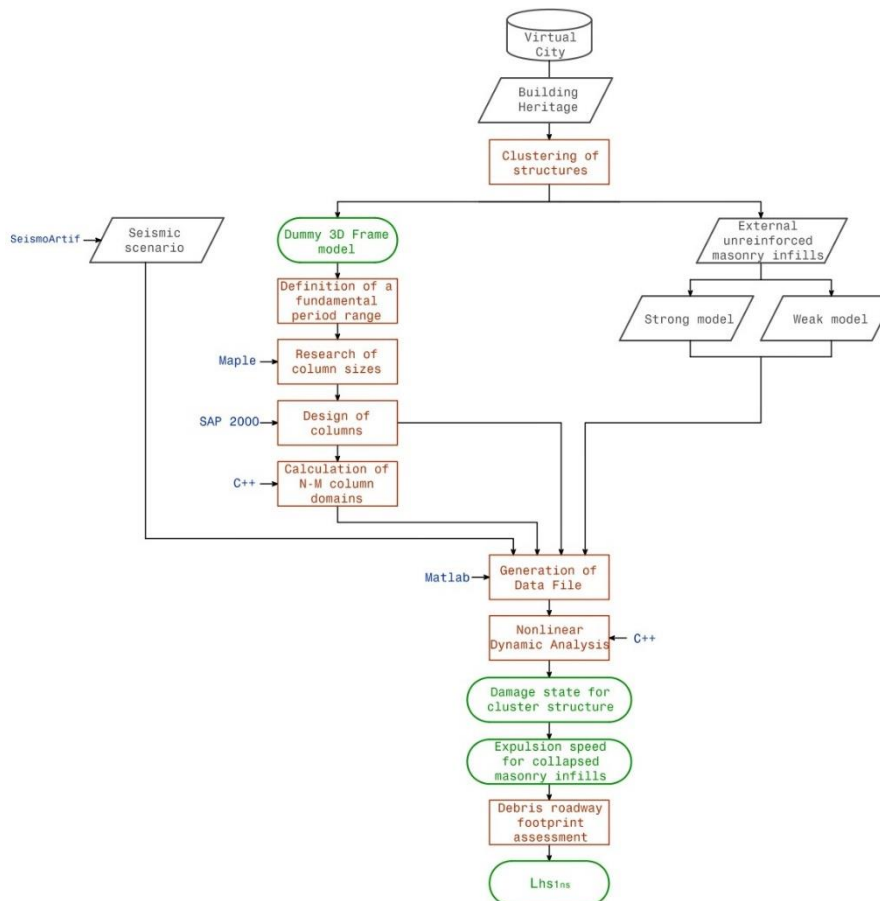 Virtual
City
Building
Heritage
Clustering of
structures
SeismoArtif
Seismic
scenario
Dummy 3D Frame
model
External
unreinforced
masonry infills
Definition of a
fundamental
period range
Strong model
Weak model
Maple
Research of
column sizes
SAP 2000
Design of
columns
C++
Calculation of
N-M column
domains
Matlab
Generation of
Data File
Nonlinear
Dynamic Analysis
C++
Damage state for
cluster structure
Expulsion speed
for collapsed
masonry infills
Debris roadway
footprint
assessment
Lhs1ns